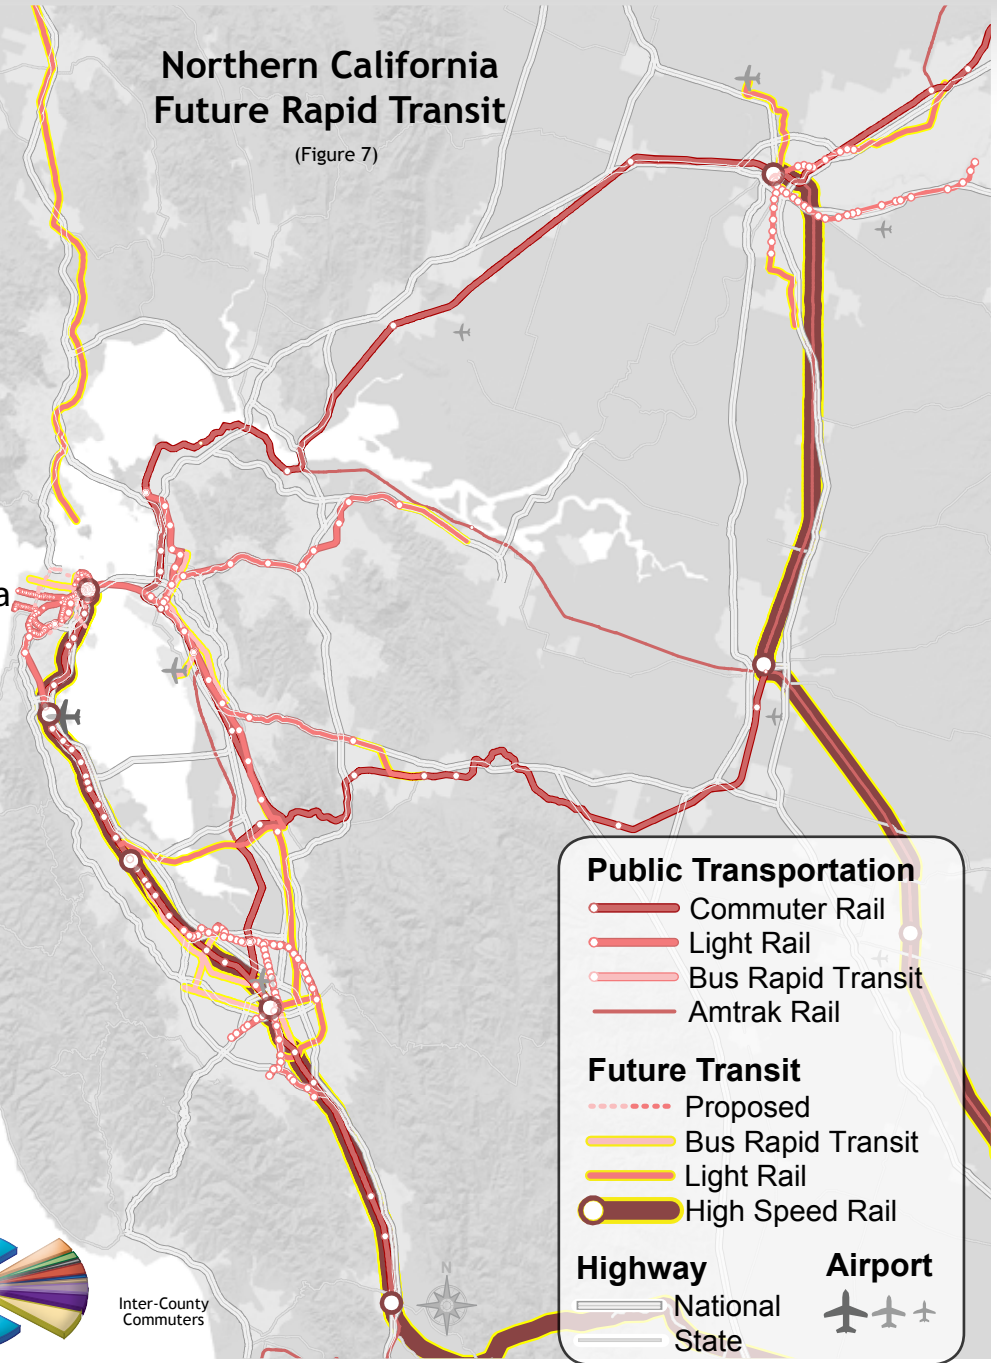 Northern California
Future Rapid Transit
(Figure 7)
a
Public Transportation
Commuter Rail
Light Rail
Bus Rapid Transit
Amtrak Rail
Future Transit
Proposed
Bus Rapid Transit
Light Rail
High Speed Rail
Highway
National
State
Airport
N
Inter-County
Commuters